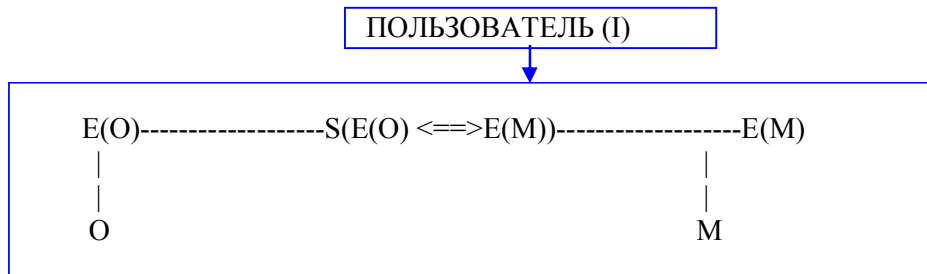 ПОЛЬЗОВАТЕЛЬ (I)
E(O)-------------------S(E(O) <==>E(M))-------------------E(M)
| |
| |
O M